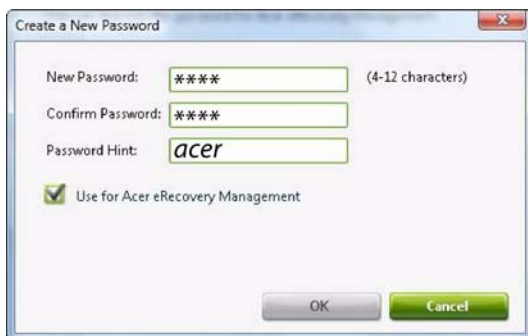 Create a New Password
New Password: **** (4-12 characters)
Confirm Password: ****
Password Hint: acer
Use for Acer eRecovery Management
OK Cancel